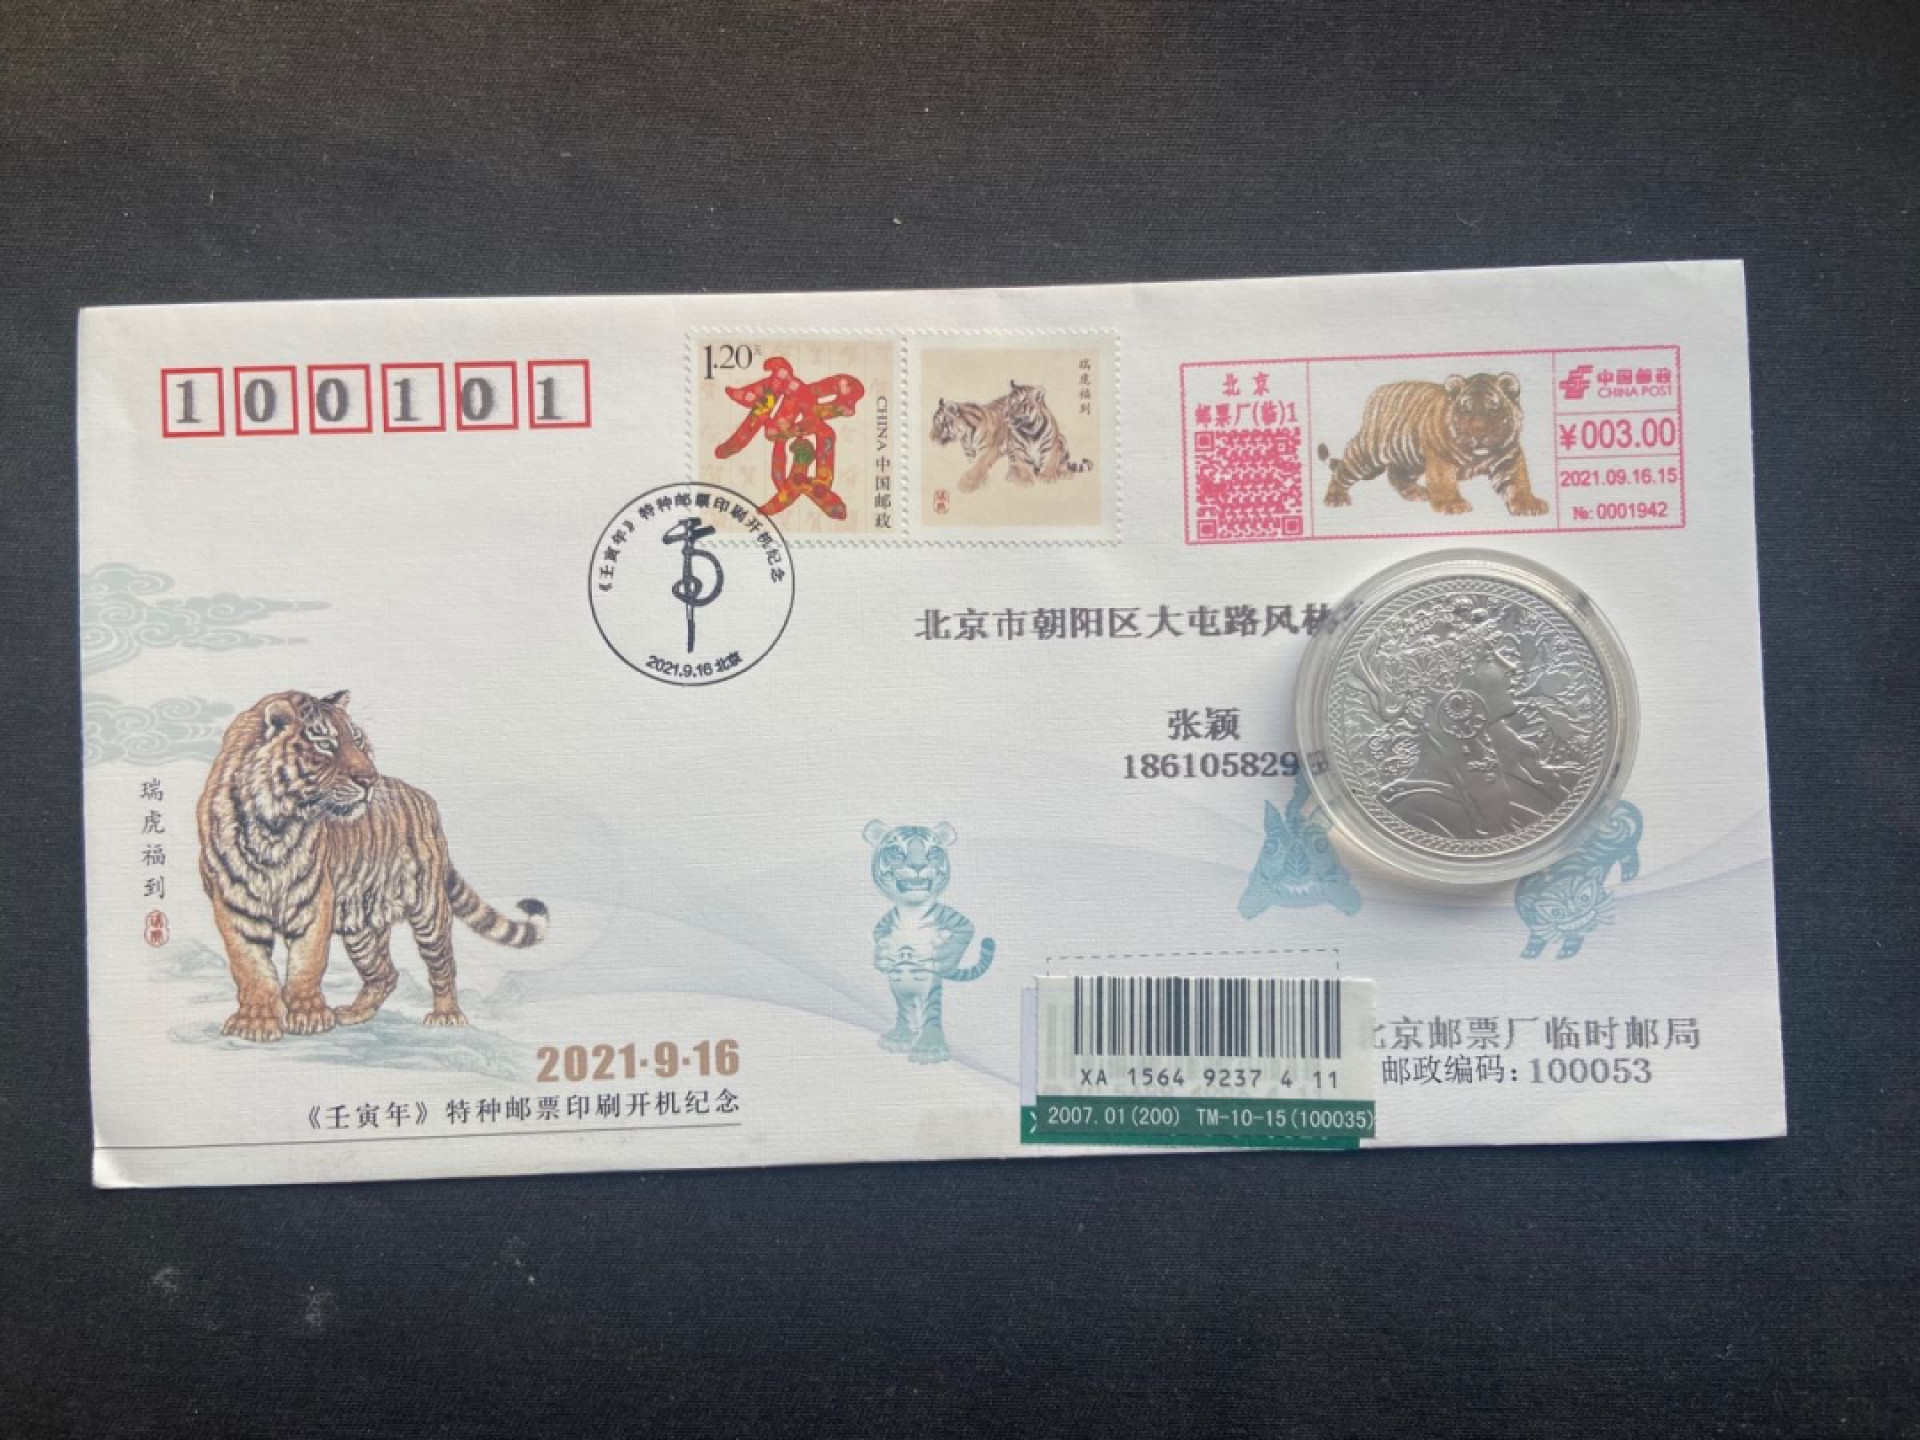 100101
1.20元
CHINA 中国邮政
瑞虎福到
北京
邮票厂(临)1
中国邮政
CHINA POST
¥003.00
2021.09.16.15
№: 0001942
《壬寅年》特种邮票印刷开机纪念
2021.9.16 北京
北京市朝阳区大屯路风林
张颖
186105829
瑞虎福到
2021·9·16
《壬寅年》特种邮票印刷开机纪念
XA 1564 9237 4 11
2007.01(200) TM-10-15(100035)
北京邮票厂临时邮局
邮政编码：100053